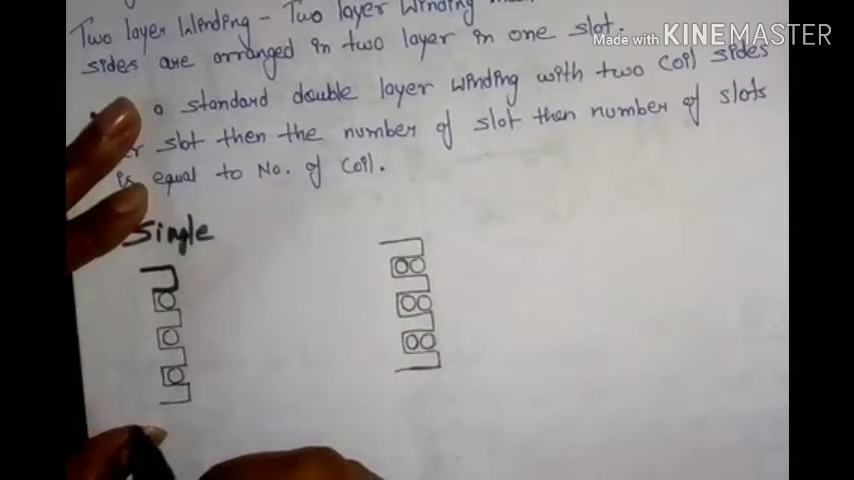 Two layer Winding - Two layer Winding
sides are arranged in two layer in one slot.
Made with KINEMASTER
a standard double layer winding with two coil sides
slot then the number of slot then number of slots
is equal to No. of Coil.
Single